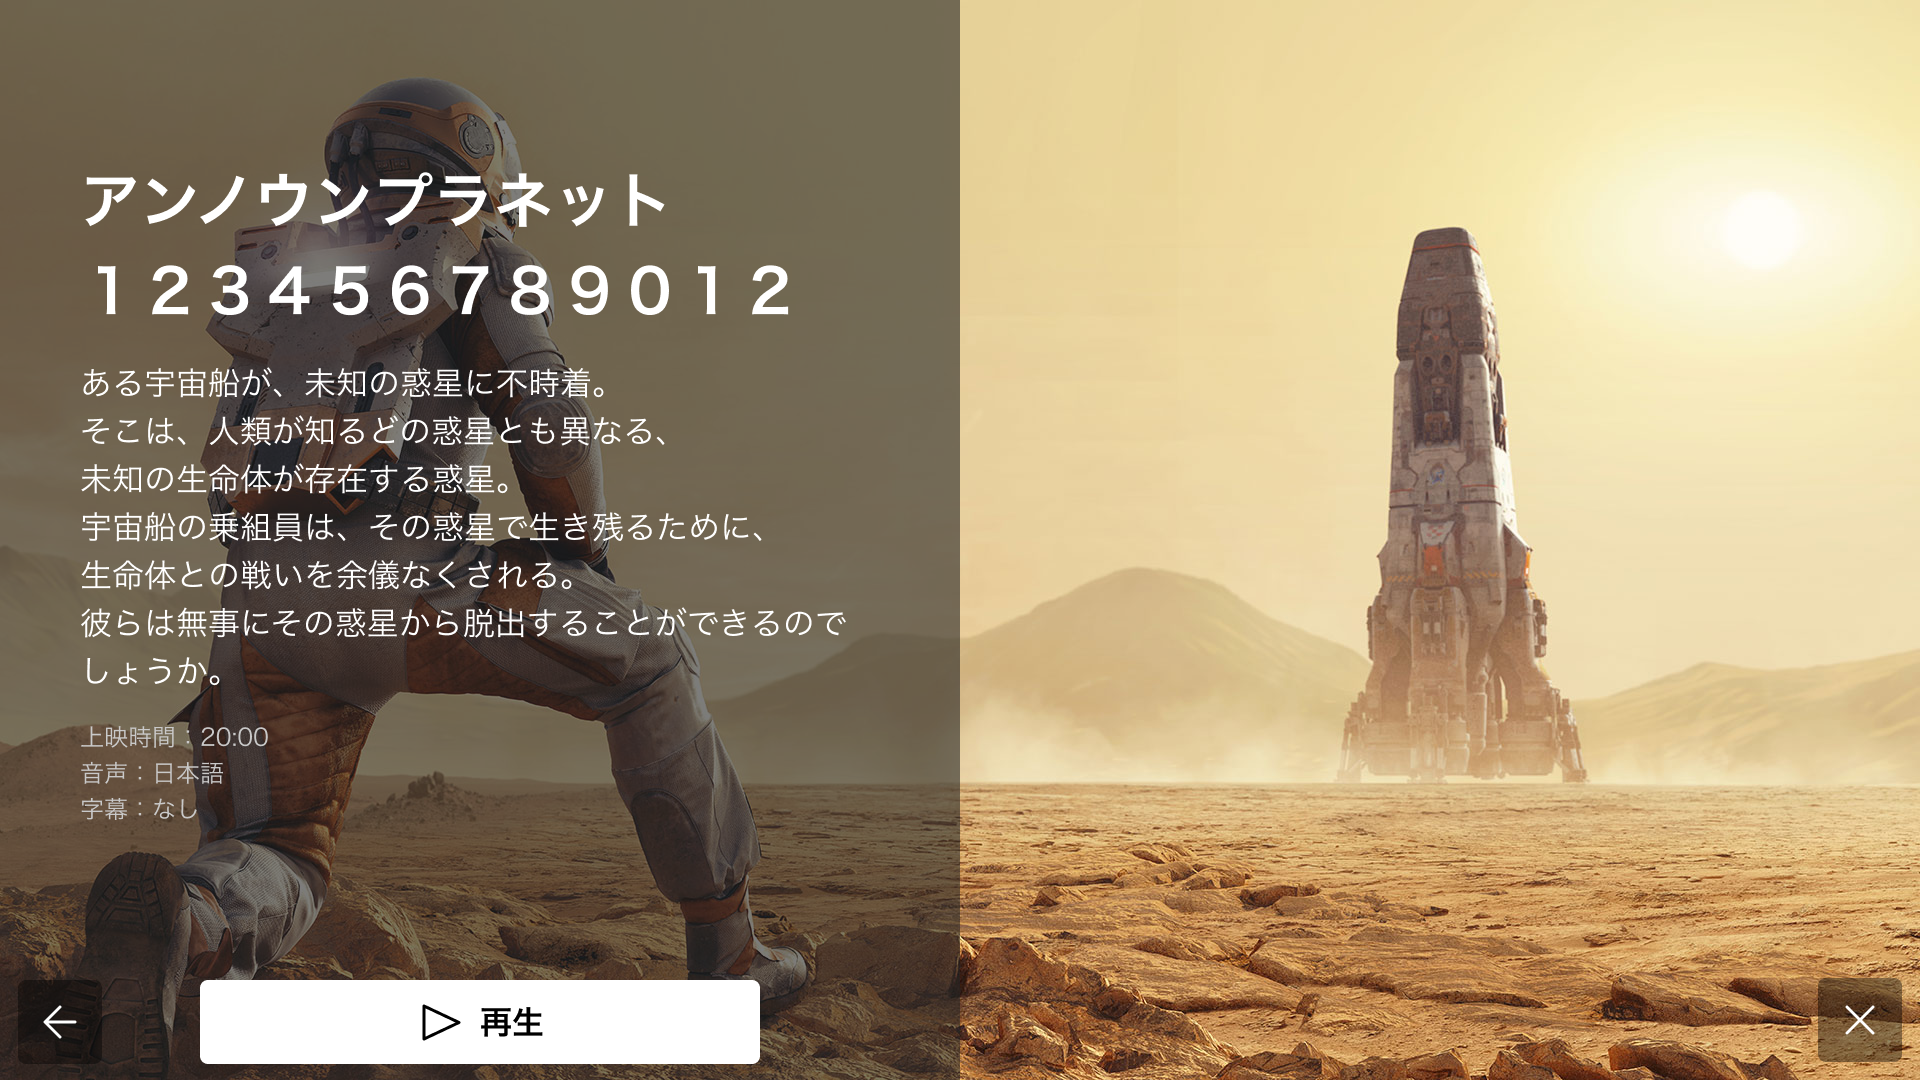 アンノウンプラネット
１２３４５６７８９０１２
ある宇宙船が、未知の惑星に不時着。
そこは、人類が知るどの惑星とも異なる、
未知の生命体が存在する惑星。
宇宙船の乗組員は、その惑星で生き残るために、
生命体との戦いを余儀なくされる。
彼らは無事にその惑星から脱出することができるので
しょうか。
上映時間：20:00
音声：日本語
字幕：なし
再生